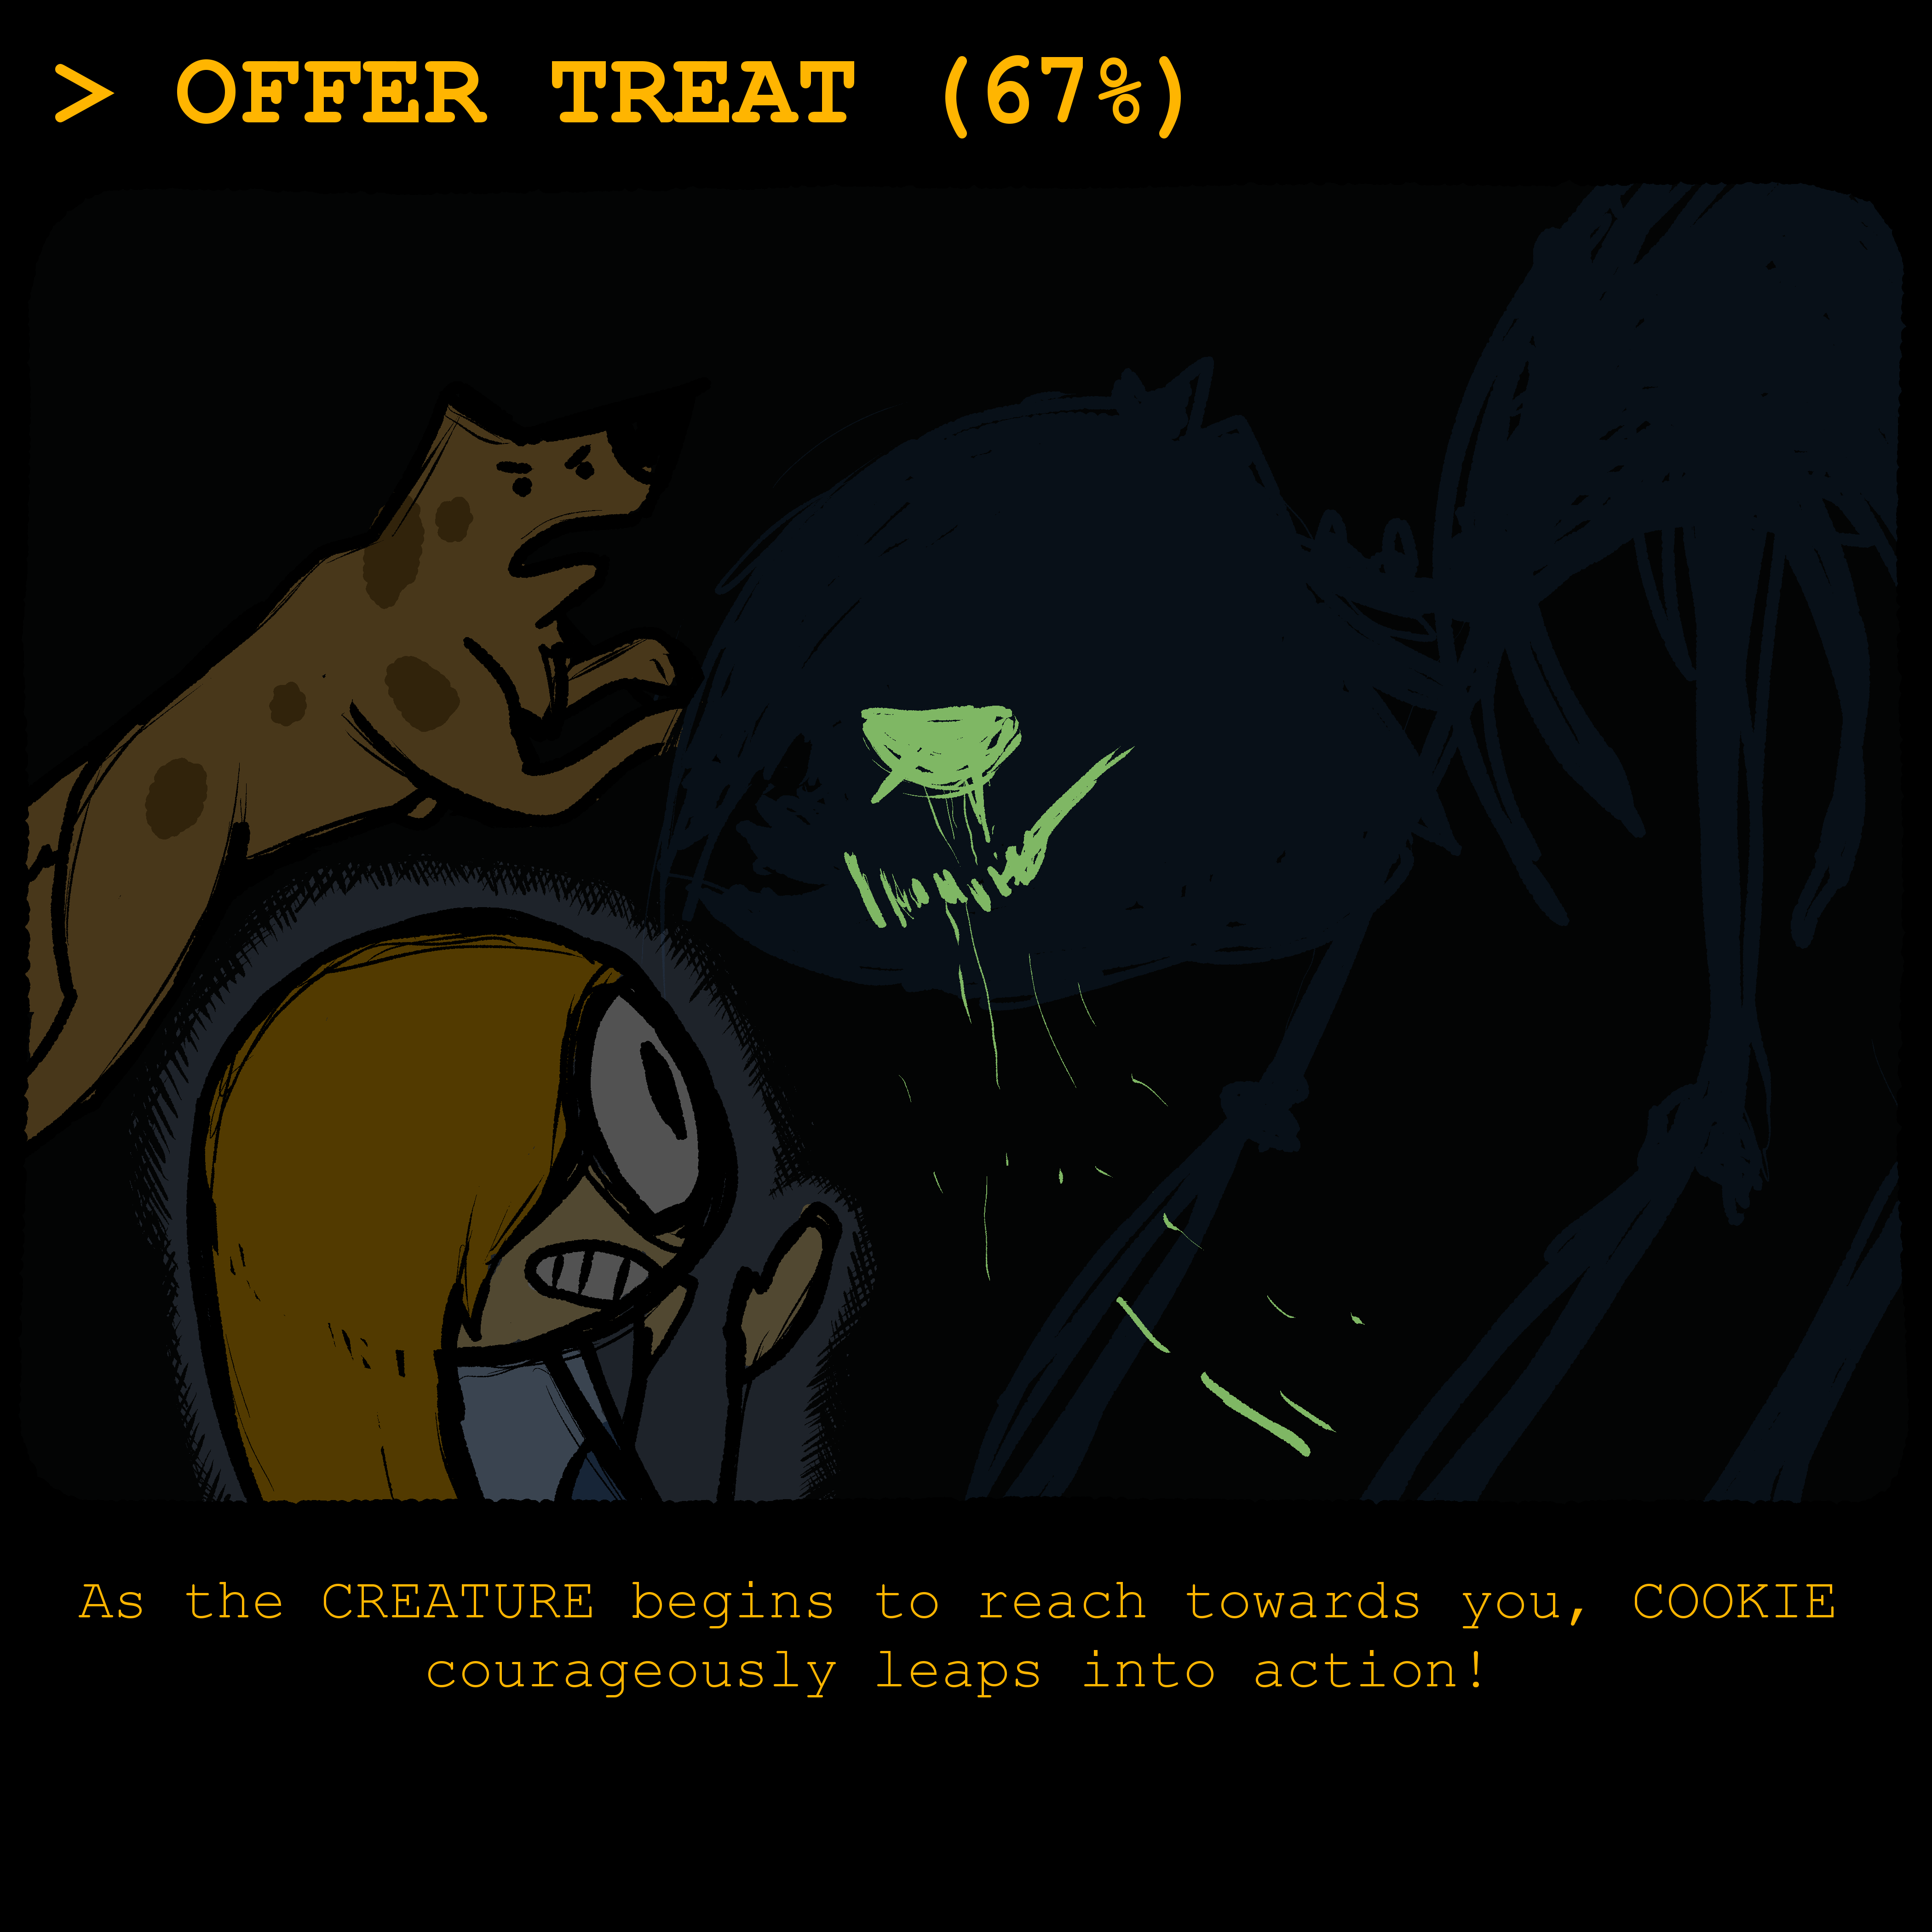 > OFFER TREAT (67%)
As the CREATURE begins to reach towards you, COOKIE
courageously leaps into action!